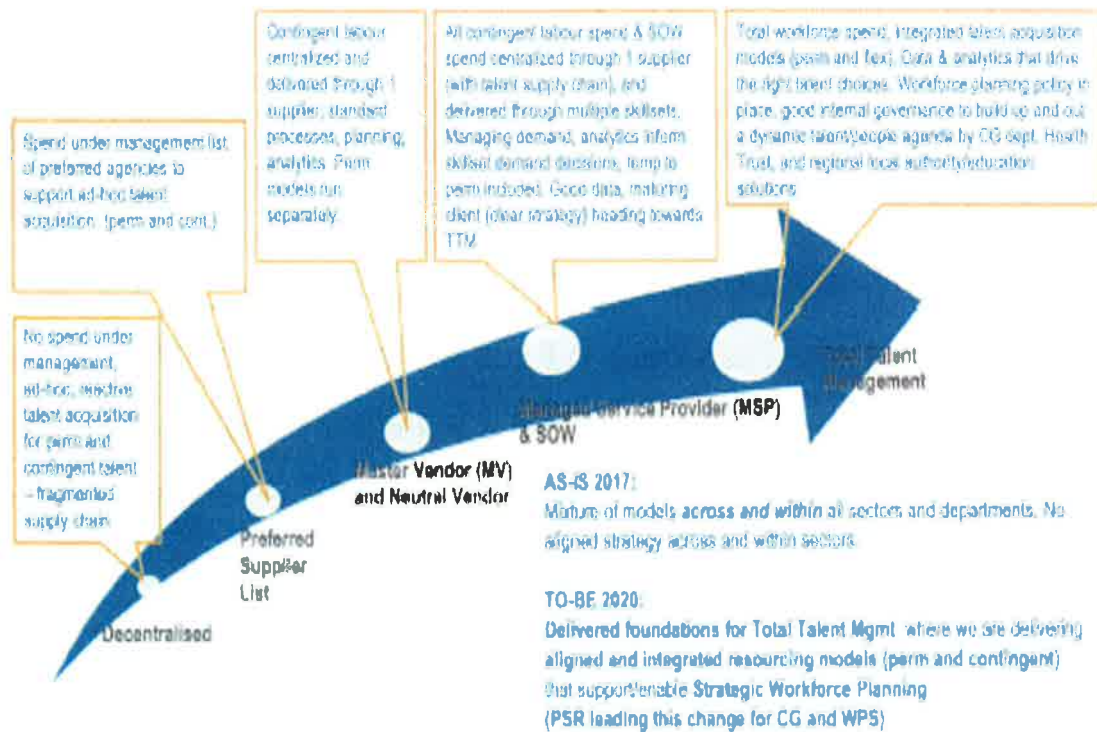 No spend under
management,
ad-hoc, reactive
talent acquisition
for perm and
contingent talent
– fragmented
supply chain
Decentralised
Spend under management list
of preferred agencies to
support ad-hoc talent
acquisition (perm and cont.)
Preferred
Supplier
List
Contingent labour
centralized and
delivered through 1
supplier, standard
processes, planning,
analytics. Perm
models run
separately
Master Vendor (MV)
and Neutral Vendor
All contingent labour spend & SOW
spend centralized through 1 supplier
(with talent supply chain), and
delivered through multiple skillsets.
Managing demand, analytics inform
skillset demand decisions, temp to
perm included. Good data, maturing
client (clear strategy) heading towards
TTM
Managed Service Provider (MSP)
& SOW
Total workforce spend, integrated talent acquisition
models (perm and flex). Data & analytics that drive
the right talent choices. Workforce planning policy in
place, good internal governance to build up and out
a dynamic talent/people agenda by CG dept, Health
Trust, and regional local authority/education
solutions
Total Talent
Management
AS-IS 2017:
Mixture of models across and within all sectors and departments. No
aligned strategy across and within sectors.
TO-BE 2020:
Delivered foundations for Total Talent Mgmt where we are delivering
aligned and integrated resourcing models (perm and contingent)
that support/enable Strategic Workforce Planning
(PSR leading this change for CG and WPS)